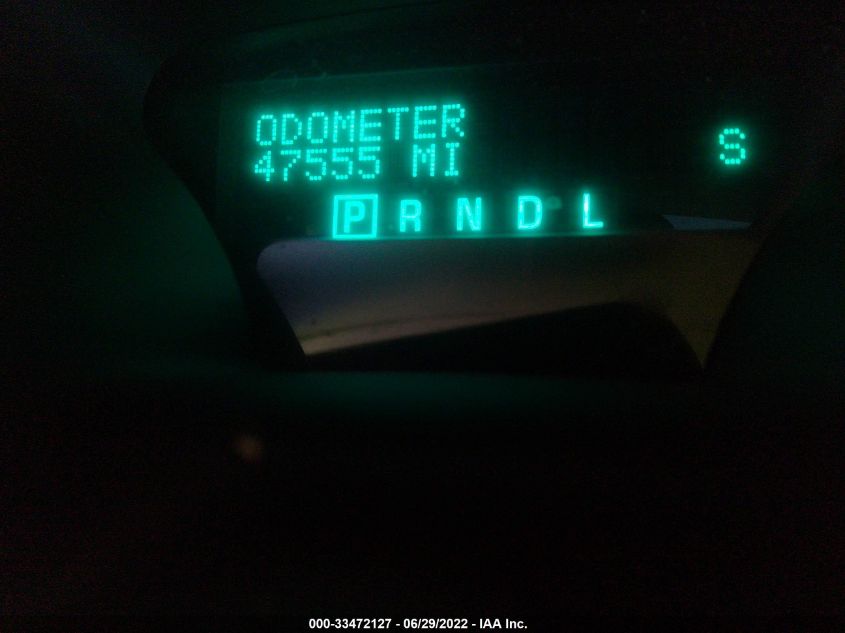 ODOMETER
47555 MI
S
P R N D L
000-33472127 - 06/29/2022 - IAA Inc.